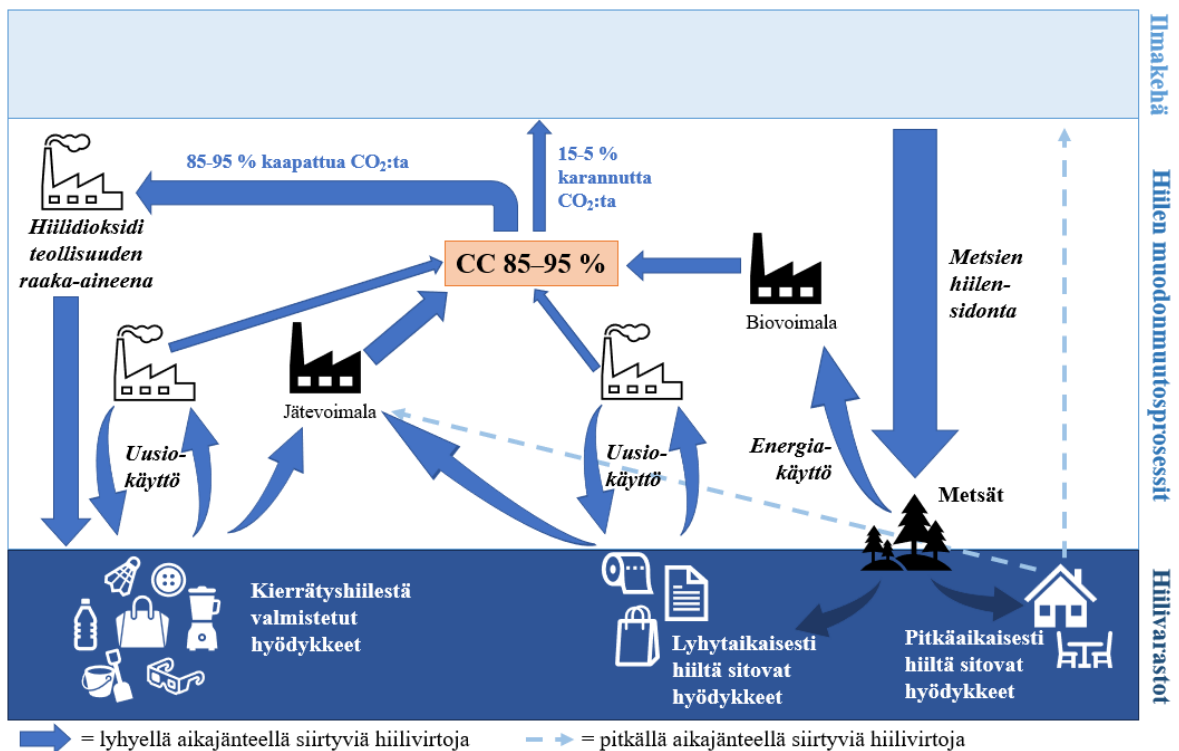 Ilmakehä
85-95 % kaapattua CO₂:ta
15-5 %
karannutta
CO₂:ta
Hiilidioksidi
teollisuuden
raaka-aineena
CC 85–95 %
Biovoimala
Metsien
hiilen-
sidonta
Hiilen muodonmuutosprosessit
Jätevoimala
Uusio-
käyttö
Uusio-
käyttö
Energia-
käyttö
Metsät
Kierrätyshiilestä
valmistetut
hyödykkeet
Lyhytaikaisesti
hiiltä sitovat
hyödykkeet
Pitkäaikaisesti
hiiltä sitovat
hyödykkeet
Hiilivarastot
= lyhyellä aikajänteellä siirtyviä hiilivirtoja
= pitkällä aikajänteellä siirtyviä hiilivirtoja